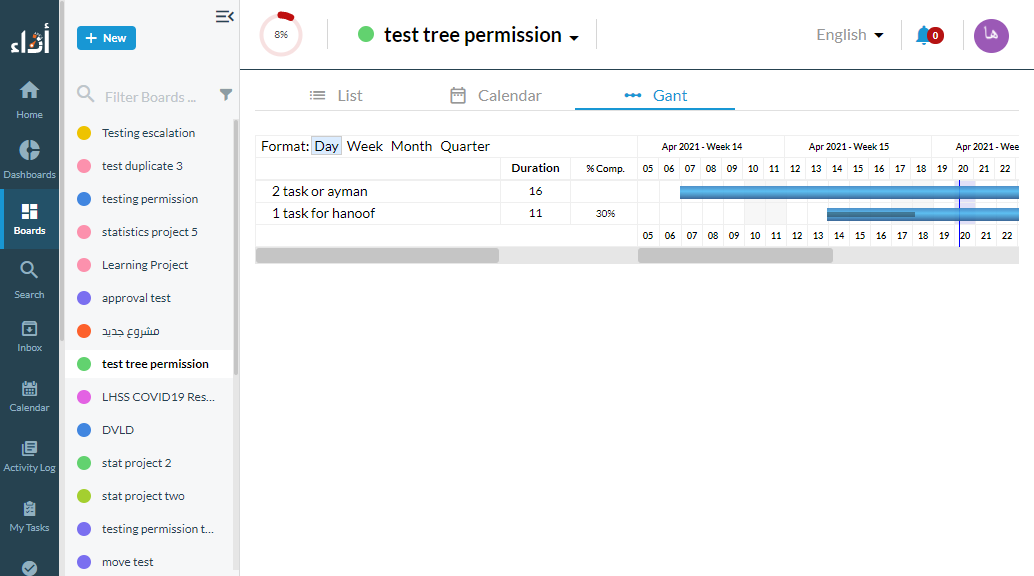 أداء
Home
Dashboards
Boards
Search
Inbox
Calendar
Activity Log
My Tasks
+ New
Filter Boards ...
Testing escalation
test duplicate 3
testing permission
statistics project 5
Learning Project
approval test
مشروع جديد
test tree permission
LHSS COVID19 Res...
DVLD
stat project 2
stat project two
testing permission t...
move test
8%
test tree permission
English
0
ها
List
Calendar
Gant
Format: Day Week Month Quarter
Apr 2021 - Week 14 Apr 2021 - Week 15 Apr 2021 - Wee
Duration % Comp. 05 06 07 08 09 10 11 12 13 14 15 16 17 18 19 20 21 22
2 task or ayman 16
1 task for hanoof 11 30%
05 06 07 08 09 10 11 12 13 14 15 16 17 18 19 20 21 22